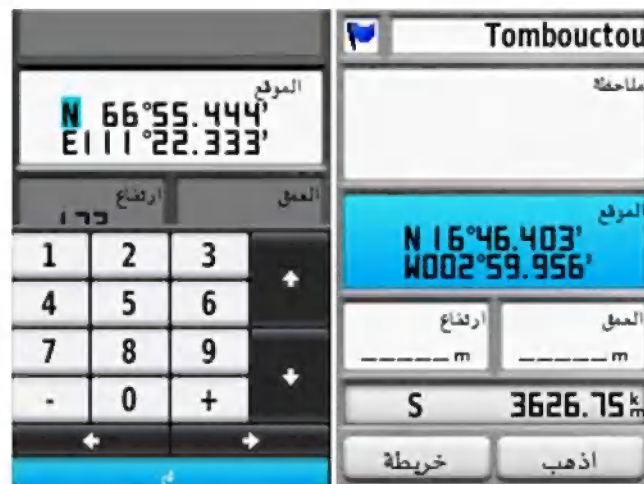 الموقع
N 66°55.444'
E111°22.333'
ارتفاع
العمق
1 2 3
4 5 6
7 8 9
- 0 +
Tombouctou
ملاحظة
الموقع
N 16°46.403'
W002°59.956'
ارتفاع
_____m
العمق
_____m
S 3626.75 km
خريطة
اذهب